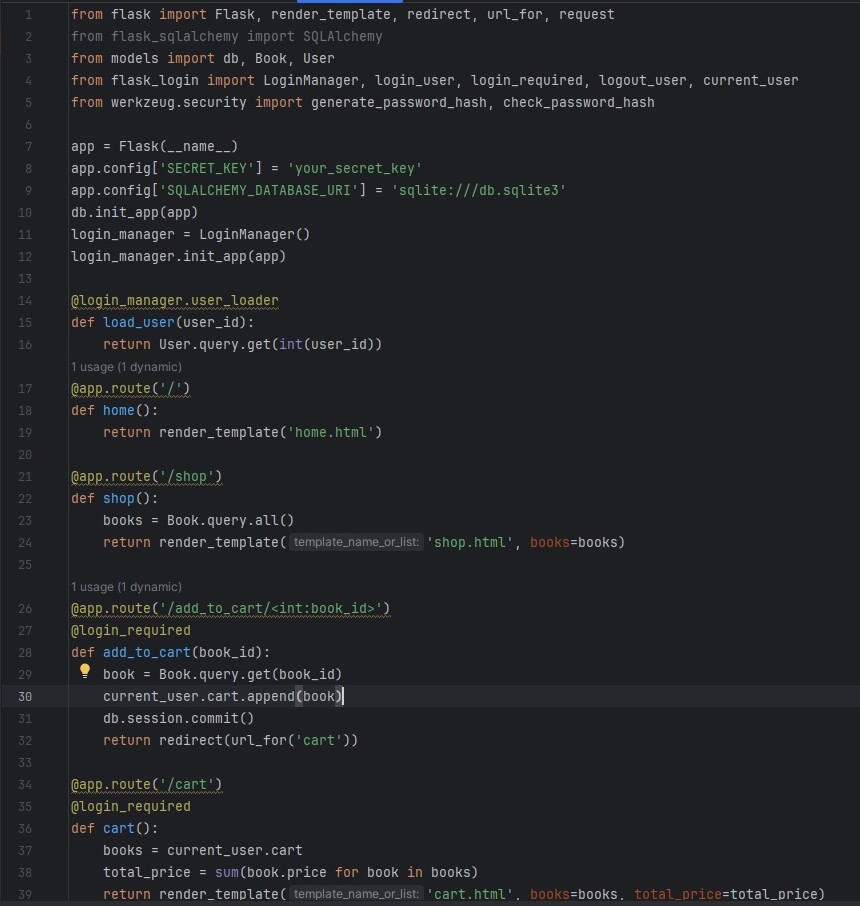 1 from flask import Flask, render_template, redirect, url_for, request
2 from flask_sqlalchemy import SQLAlchemy
3 from models import db, Book, User
4 from flask_login import LoginManager, login_user, login_required, logout_user, current_user
5 from werkzeug.security import generate_password_hash, check_password_hash
6
7 app = Flask(__name__)
8 app.config['SECRET_KEY'] = 'your_secret_key'
9 app.config['SQLALCHEMY_DATABASE_URI'] = 'sqlite:///db.sqlite3'
10 db.init_app(app)
11 login_manager = LoginManager()
12 login_manager.init_app(app)
13
14 @login_manager.user_loader
15 def load_user(user_id):
16     return User.query.get(int(user_id))
1 usage (1 dynamic)
17 @app.route('/')
18 def home():
19     return render_template('home.html')
20
21 @app.route('/shop')
22 def shop():
23     books = Book.query.all()
24     return render_template( template_name_or_list: 'shop.html', books=books)
25
1 usage (1 dynamic)
26 @app.route('/add_to_cart/<int:book_id>')
27 @login_required
28 def add_to_cart(book_id):
29     book = Book.query.get(book_id)
30     current_user.cart.append(book)
31     db.session.commit()
32     return redirect(url_for('cart'))
33
34 @app.route('/cart')
35 @login_required
36 def cart():
37     books = current_user.cart
38     total_price = sum(book.price for book in books)
39     return render_template( template_name_or_list: 'cart.html', books=books, total_price=total_price)